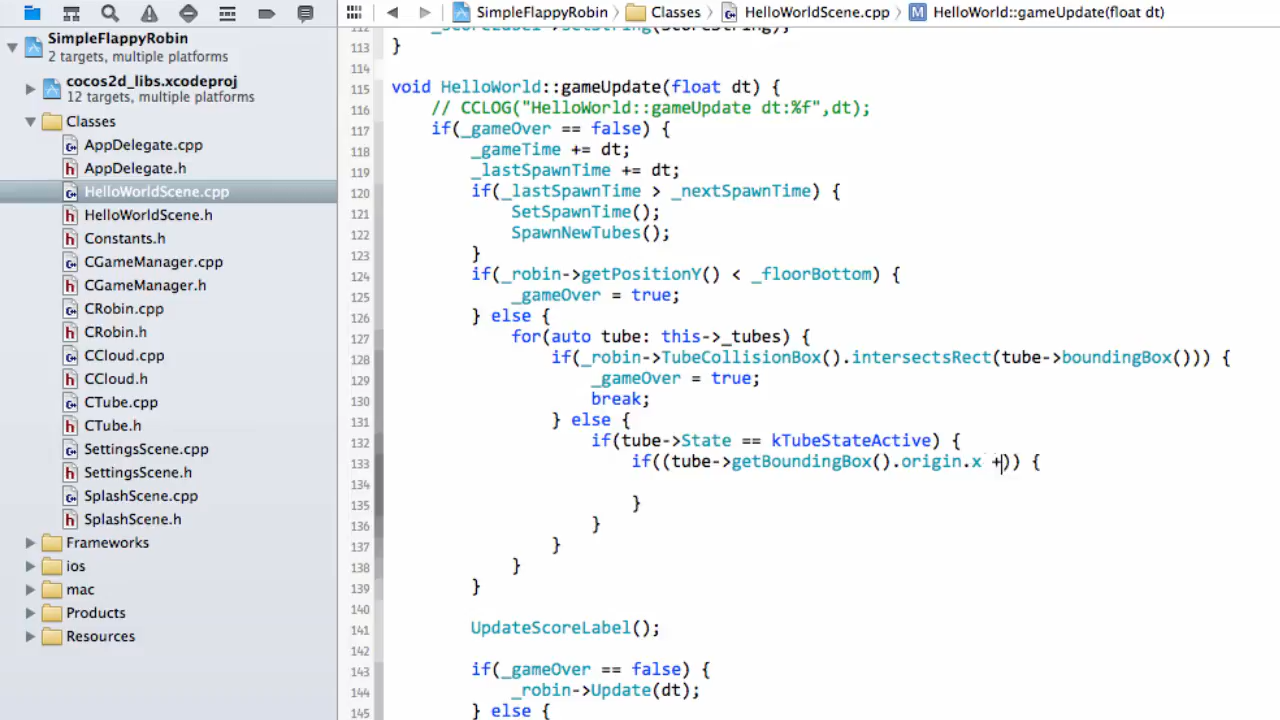 SimpleFlappyRobin
Classes
HelloWorldScene.cpp
M
HelloWorld::gameUpdate(float dt)
SimpleFlappyRobin
2 targets, multiple platforms
cocos2d_libs.xcodeproj
12 targets, multiple platforms
Classes
AppDelegate.cpp
AppDelegate.h
HelloWorldScene.cpp
HelloWorldScene.h
Constants.h
CGameManager.cpp
CGameManager.h
CRobin.cpp
CRobin.h
CCloud.cpp
CCloud.h
CTube.cpp
CTube.h
SettingsScene.cpp
SettingsScene.h
SplashScene.cpp
SplashScene.h
Frameworks
ios
mac
Products
Resources
113 }
114
115 void HelloWorld::gameUpdate(float dt) {
116 // CCLOG("HelloWorld::gameUpdate dt:%f",dt);
117 if(_gameOver == false) {
118 _gameTime += dt;
119 _lastSpawnTime += dt;
120 if(_lastSpawnTime > _nextSpawnTime) {
121 SetSpawnTime();
122 SpawnNewTubes();
123 }
124 if(_robin->getPositionY() < _floorBottom) {
125 _gameOver = true;
126 } else {
127 for(auto tube: this->_tubes) {
128 if(_robin->TubeCollisionBox().intersectsRect(tube->boundingBox())) {
129 _gameOver = true;
130 break;
131 } else {
132 if(tube->State == kTubeStateActive) {
133 if((tube->getBoundingBox().origin.x +)) {
134
135 }
136 }
137 }
138 }
139 }
140
141 UpdateScoreLabel();
142
143 if(_gameOver == false) {
144 _robin->Update(dt);
145 } else {